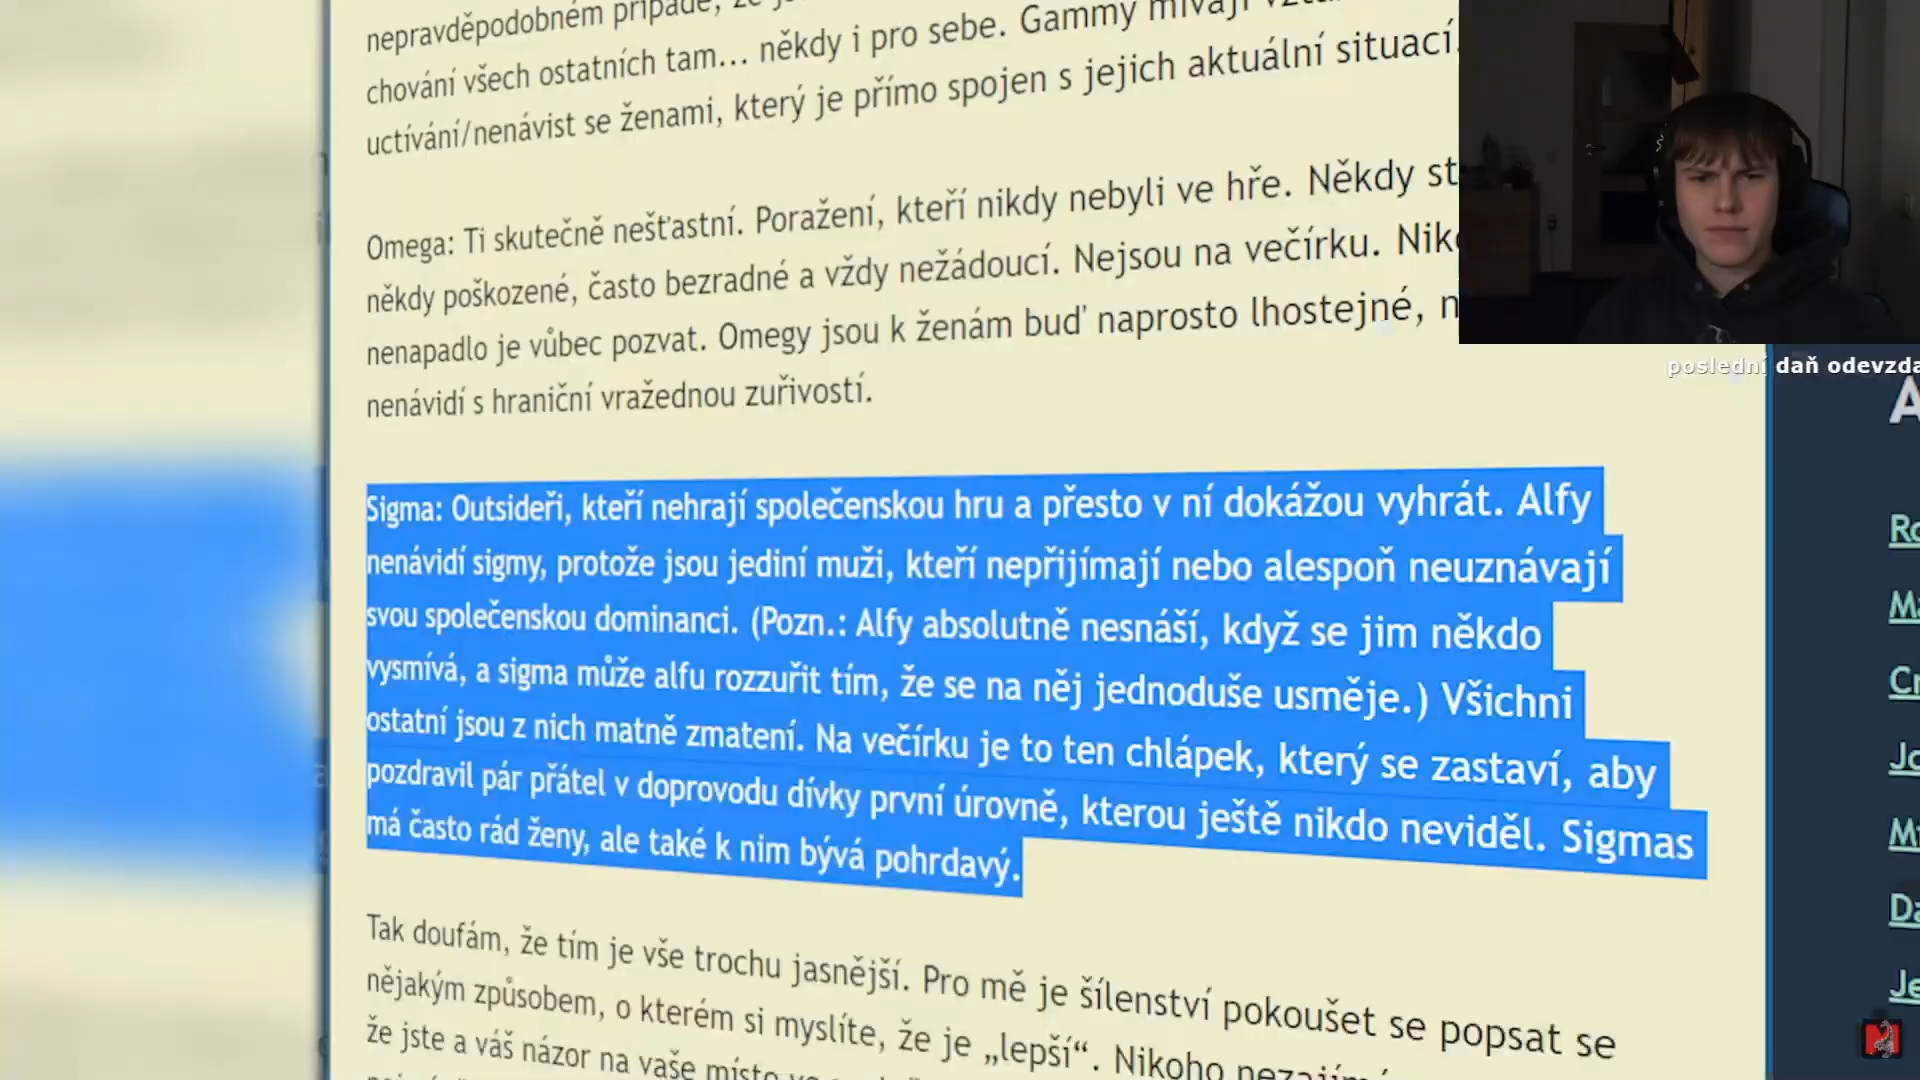 nepravděpodobném případě, že
chování všech ostatních tam... někdy i pro sebe. Gammy mívají
uctívání/nenávist se ženami, který je přímo spojen s jejich aktuální situací.
Omega: Ti skutečně nešťastní. Poražení, kteří nikdy nebyli ve hře. Někdy
někdy poškozené, často bezradné a vždy nežádoucí. Nejsou na večírku.
nenapadlo je vůbec pozvat. Omegy jsou k ženám buď naprosto lhostejné,
nenávidí s hraniční vražednou zuřivostí.
poslední daň odevzda
Sigma: Outsideři, kteří nehrají společenskou hru a přesto v ní dokážou vyhrát. Alfy
nenávidí sigmy, protože jsou jediní muži, kteří nepřijímají nebo alespoň neuznávají
svou společenskou dominanci. (Pozn.: Alfy absolutně nesnáší, když se jim někdo
vysmívá, a sigma může alfu rozzuřit tím, že se na něj jednoduše usměje.) Všichni
ostatní jsou z nich matně zmatení. Na večírku je to ten chlápek, který se zastaví, aby
pozdravil pár přátel v doprovodu dívky první úrovně, kterou ještě nikdo neviděl. Sigmas
má často rád ženy, ale také k nim bývá pohrdavý.
Tak doufám, že tím je vše trochu jasnější. Pro mě je šílenství pokoušet se popsat se
nějakým způsobem, o kterém si myslíte, že je „lepší“. Nikoho
že jste a váš názor na vaše místo
A
Ro
Ma
Cr
Jo
Mi
Da
Je